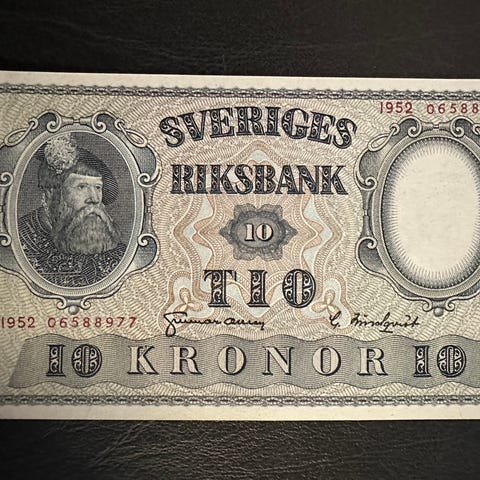 1952 06588
SVERIGES
RIKSBANK
10
TIO
1952 06588977
10 KRONOR 10